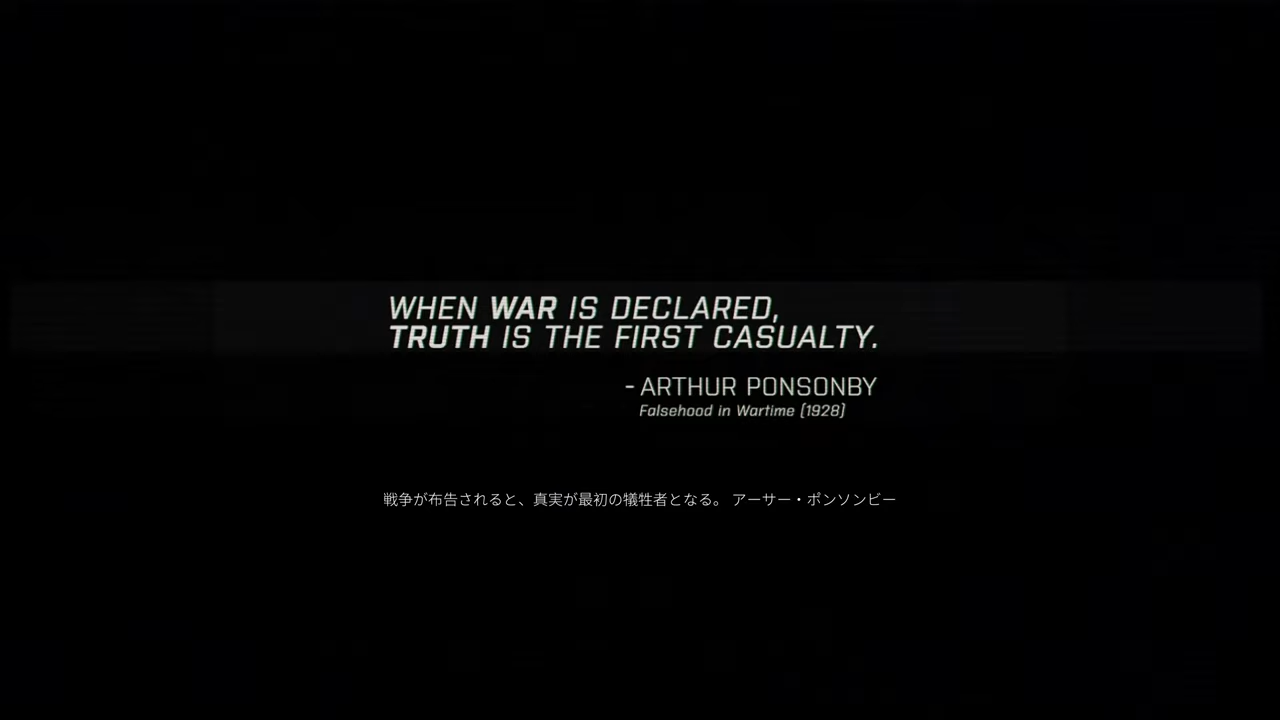 WHEN WAR IS DECLARED,
TRUTH IS THE FIRST CASUALTY.
- ARTHUR PONSONBY
Falsehood in Wartime (1928)
戦争が布告されると、真実が最初の犠牲者となる。 アーサー・ポンソンビー